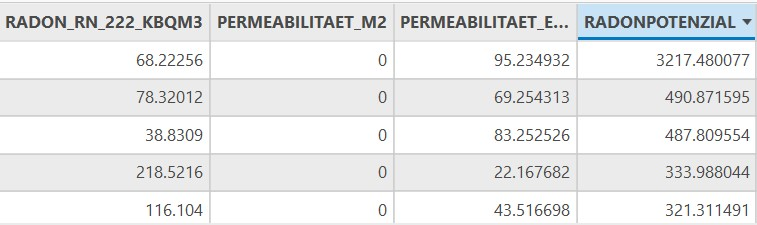 RADON_RN_222_KBQM3 PERMEABILITAET_M2 PERMEABILITAET_E... RADONPOTENZIAL
68.22256 0 95.234932 3217.480077
78.32012 0 69.254313 490.871595
38.8309 0 83.252526 487.809554
218.5216 0 22.167682 333.988044
116.104 0 43.516698 321.311491